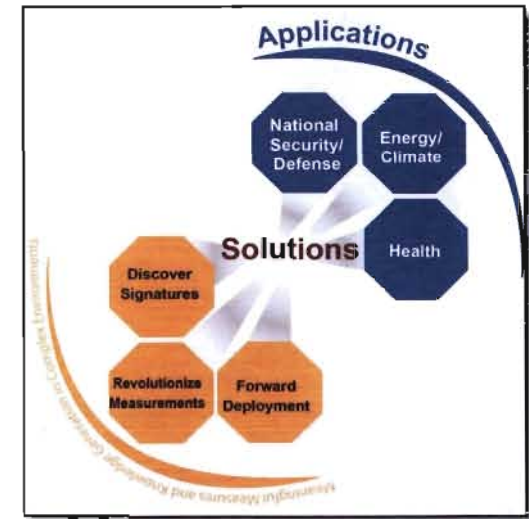 Applications
National
Security/
Defense
Energy/
Climate
Solutions
Health
Discover
Signatures
Revolutionize
Measurements
Forward
Deployment
Meaningful Measures and Knowledge Generation in Complex Environments